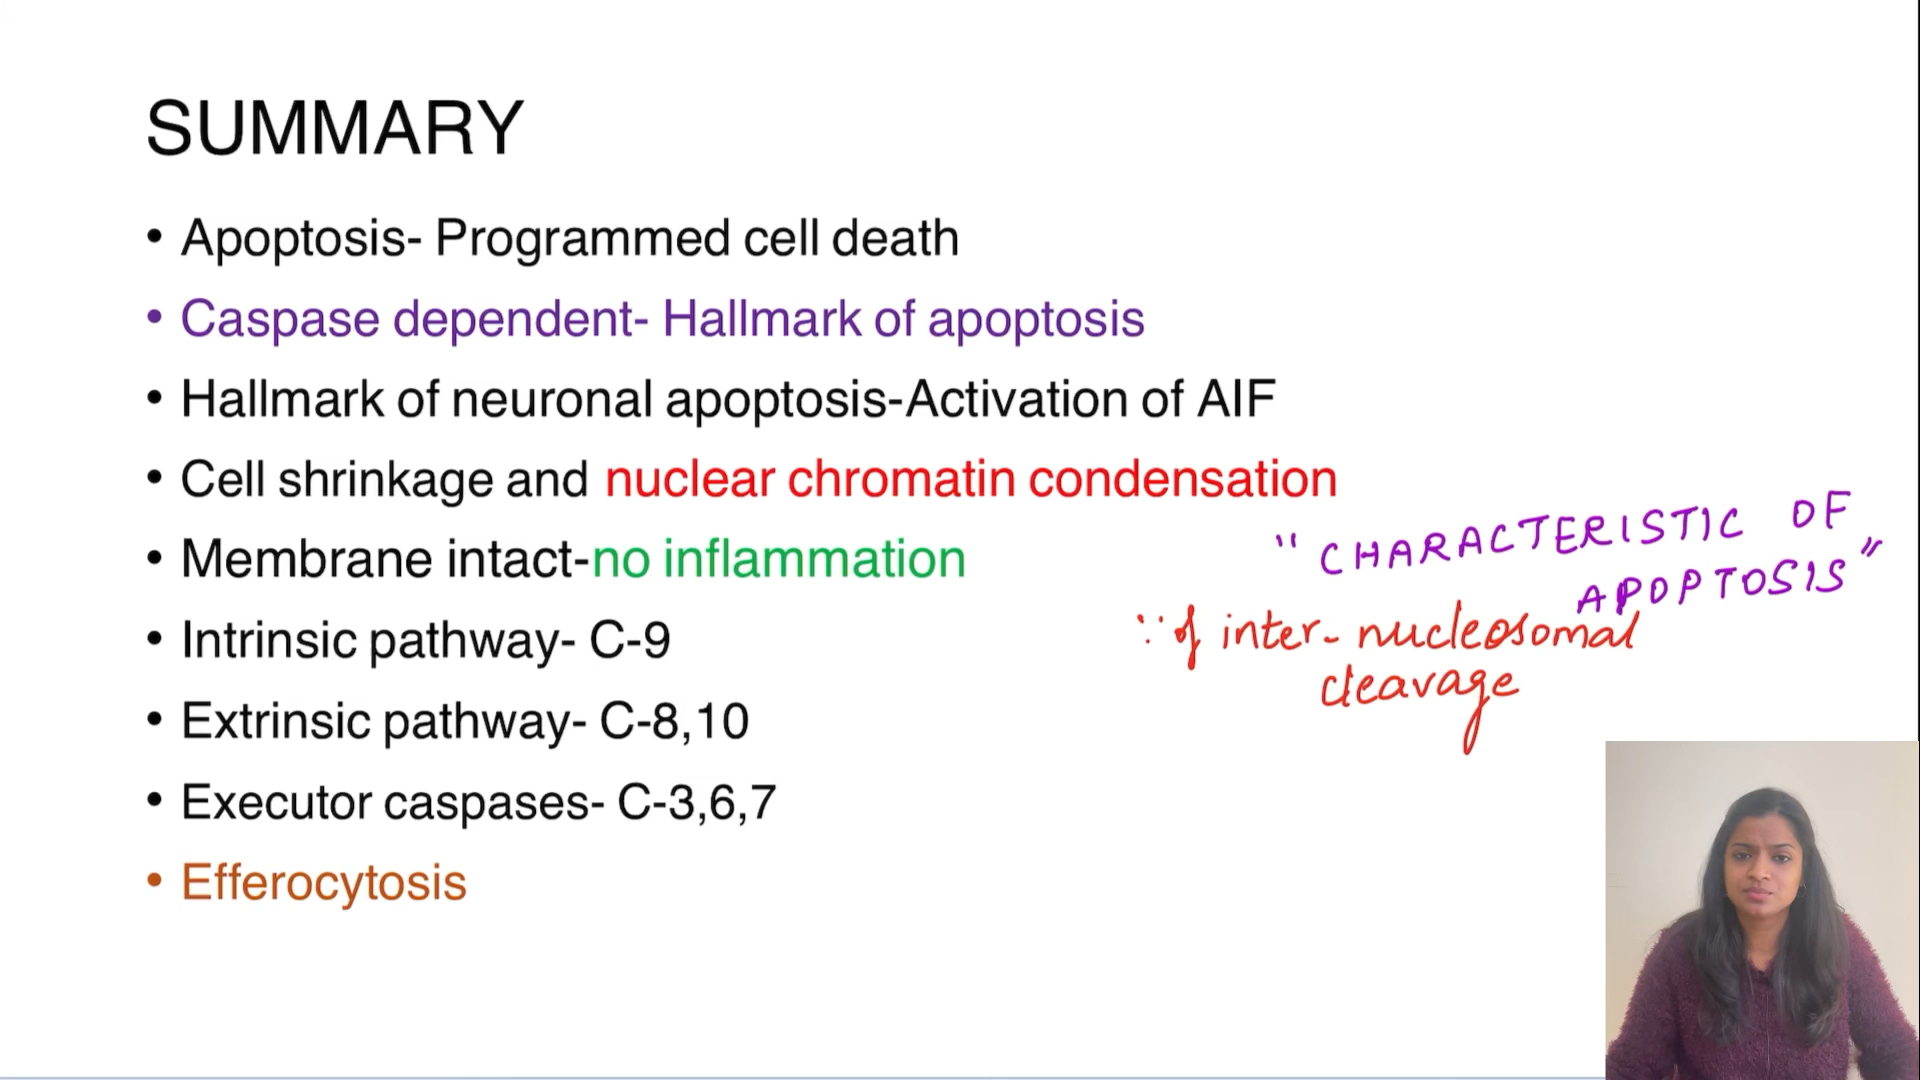 SUMMARY
• Apoptosis- Programmed cell death
• Caspase dependent- Hallmark of apoptosis
• Hallmark of neuronal apoptosis-Activation of AIF
• Cell shrinkage and nuclear chromatin condensation
"CHARACTERISTIC OF
APOPTOSIS"
• Membrane intact-no inflammation
∵ of inter-nucleosomal
cleavage
• Intrinsic pathway- C-9
• Extrinsic pathway- C-8,10
• Executor caspases- C-3,6,7
• Efferocytosis